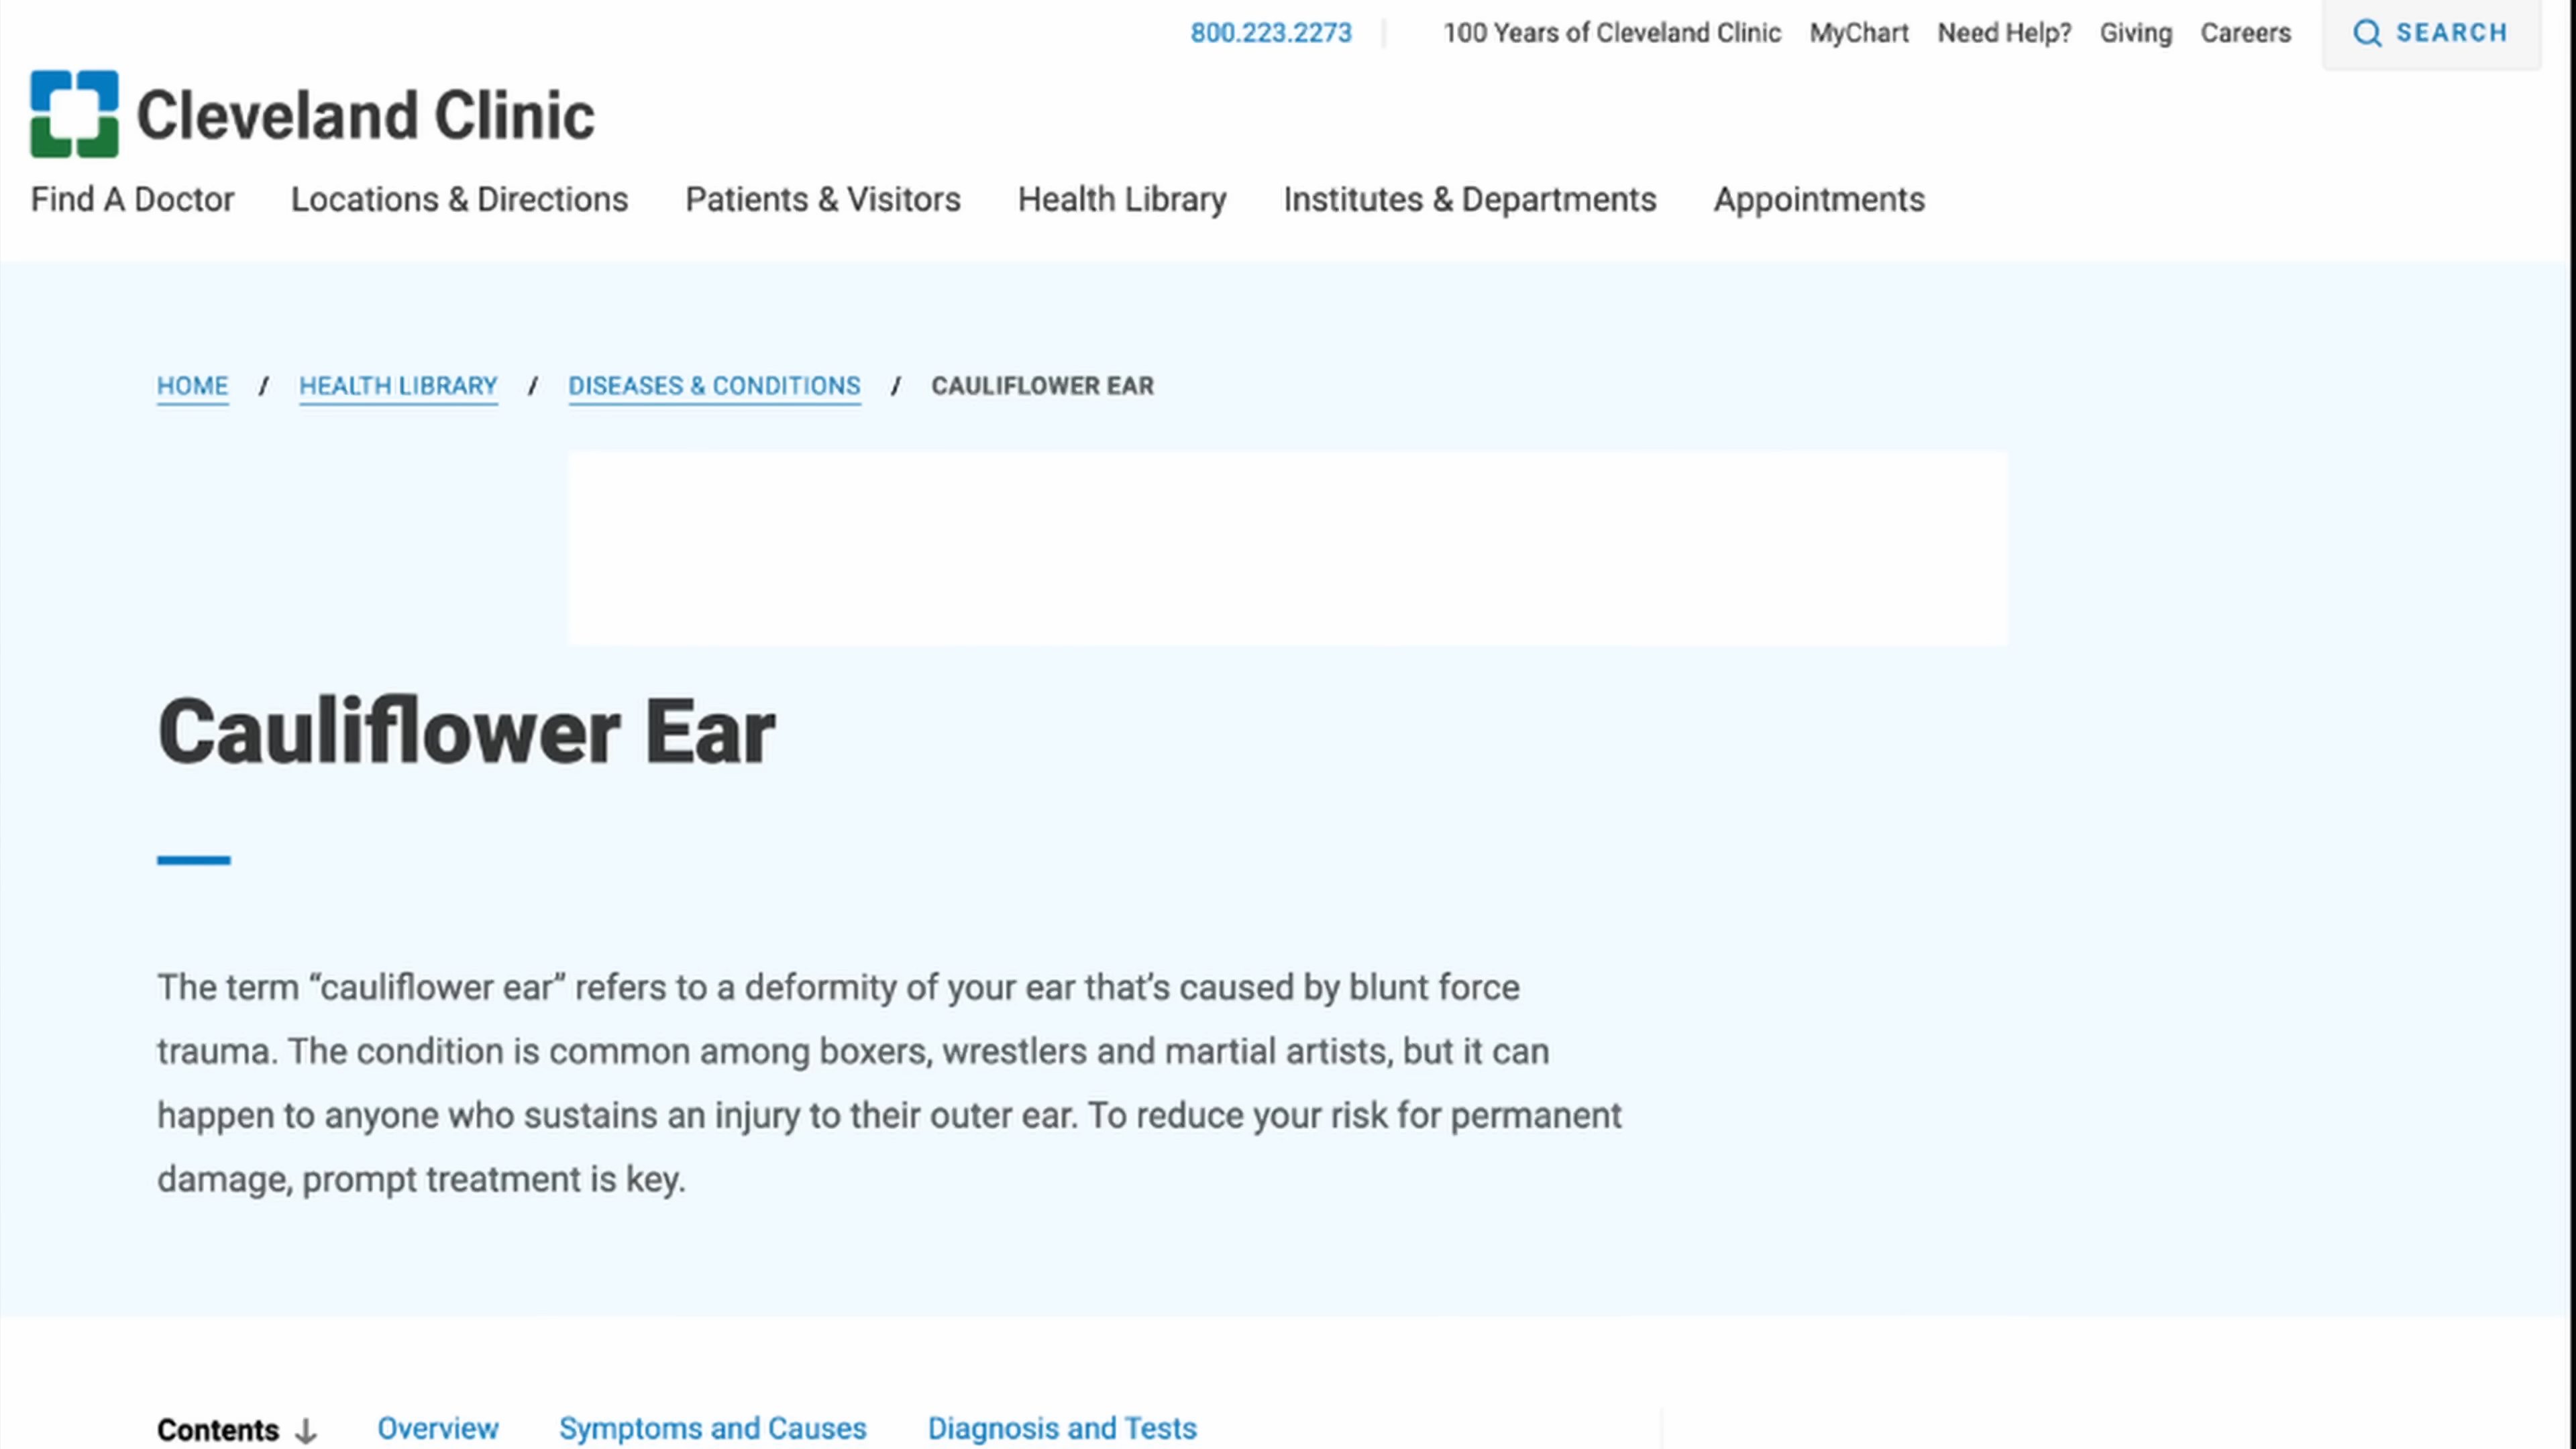 800.223.2273 100 Years of Cleveland Clinic MyChart Need Help? Giving Careers SEARCH
Cleveland Clinic
Find A Doctor Locations & Directions Patients & Visitors Health Library Institutes & Departments Appointments
HOME / HEALTH LIBRARY / DISEASES & CONDITIONS / CAULIFLOWER EAR
Cauliflower Ear
The term “cauliflower ear” refers to a deformity of your ear that’s caused by blunt force
trauma. The condition is common among boxers, wrestlers and martial artists, but it can
happen to anyone who sustains an injury to their outer ear. To reduce your risk for permanent
damage, prompt treatment is key.
Contents ↓ Overview Symptoms and Causes Diagnosis and Tests